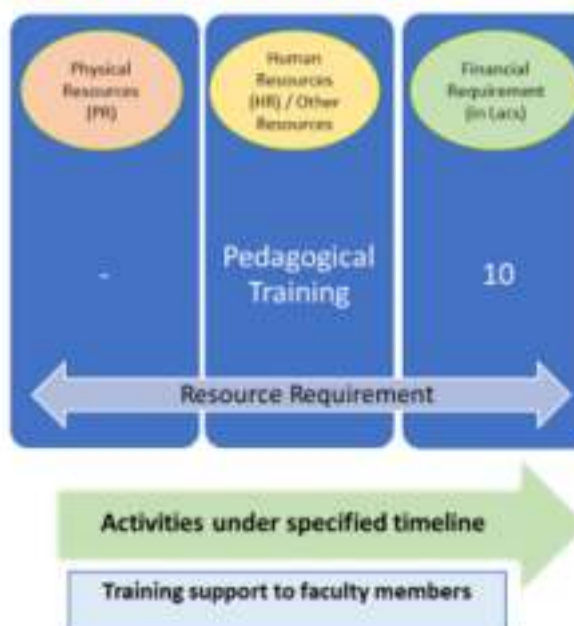 Physical
Resources
(PR)
Human
Resources
(HR) / Other
Resources
Financial
Requirement
(in Lacs)
-
Pedagogical
Training
10
Resource Requirement
Activities under specified timeline
Training support to faculty members